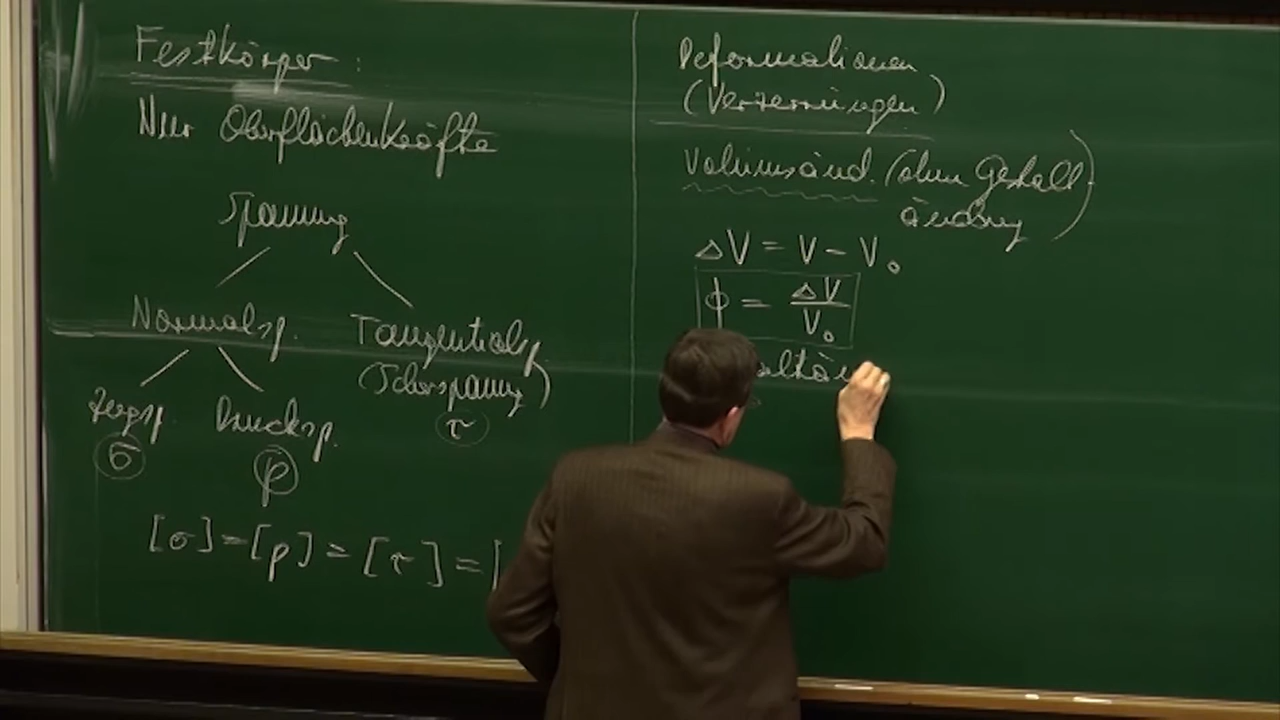 Festkörper:
Nur Oberflächenkräfte
Spannung
Normalsp. Tangentialsp.
(Scherspannung)
Zugsp. Drucksp. τ
σ p
[σ] = [p] = [τ] = [
Deformationen
(Verzerrungen)
Volumsänd. (ohne Gestalt-
änderung)
ΔV = V - V₀
ϕ = ΔV / V₀